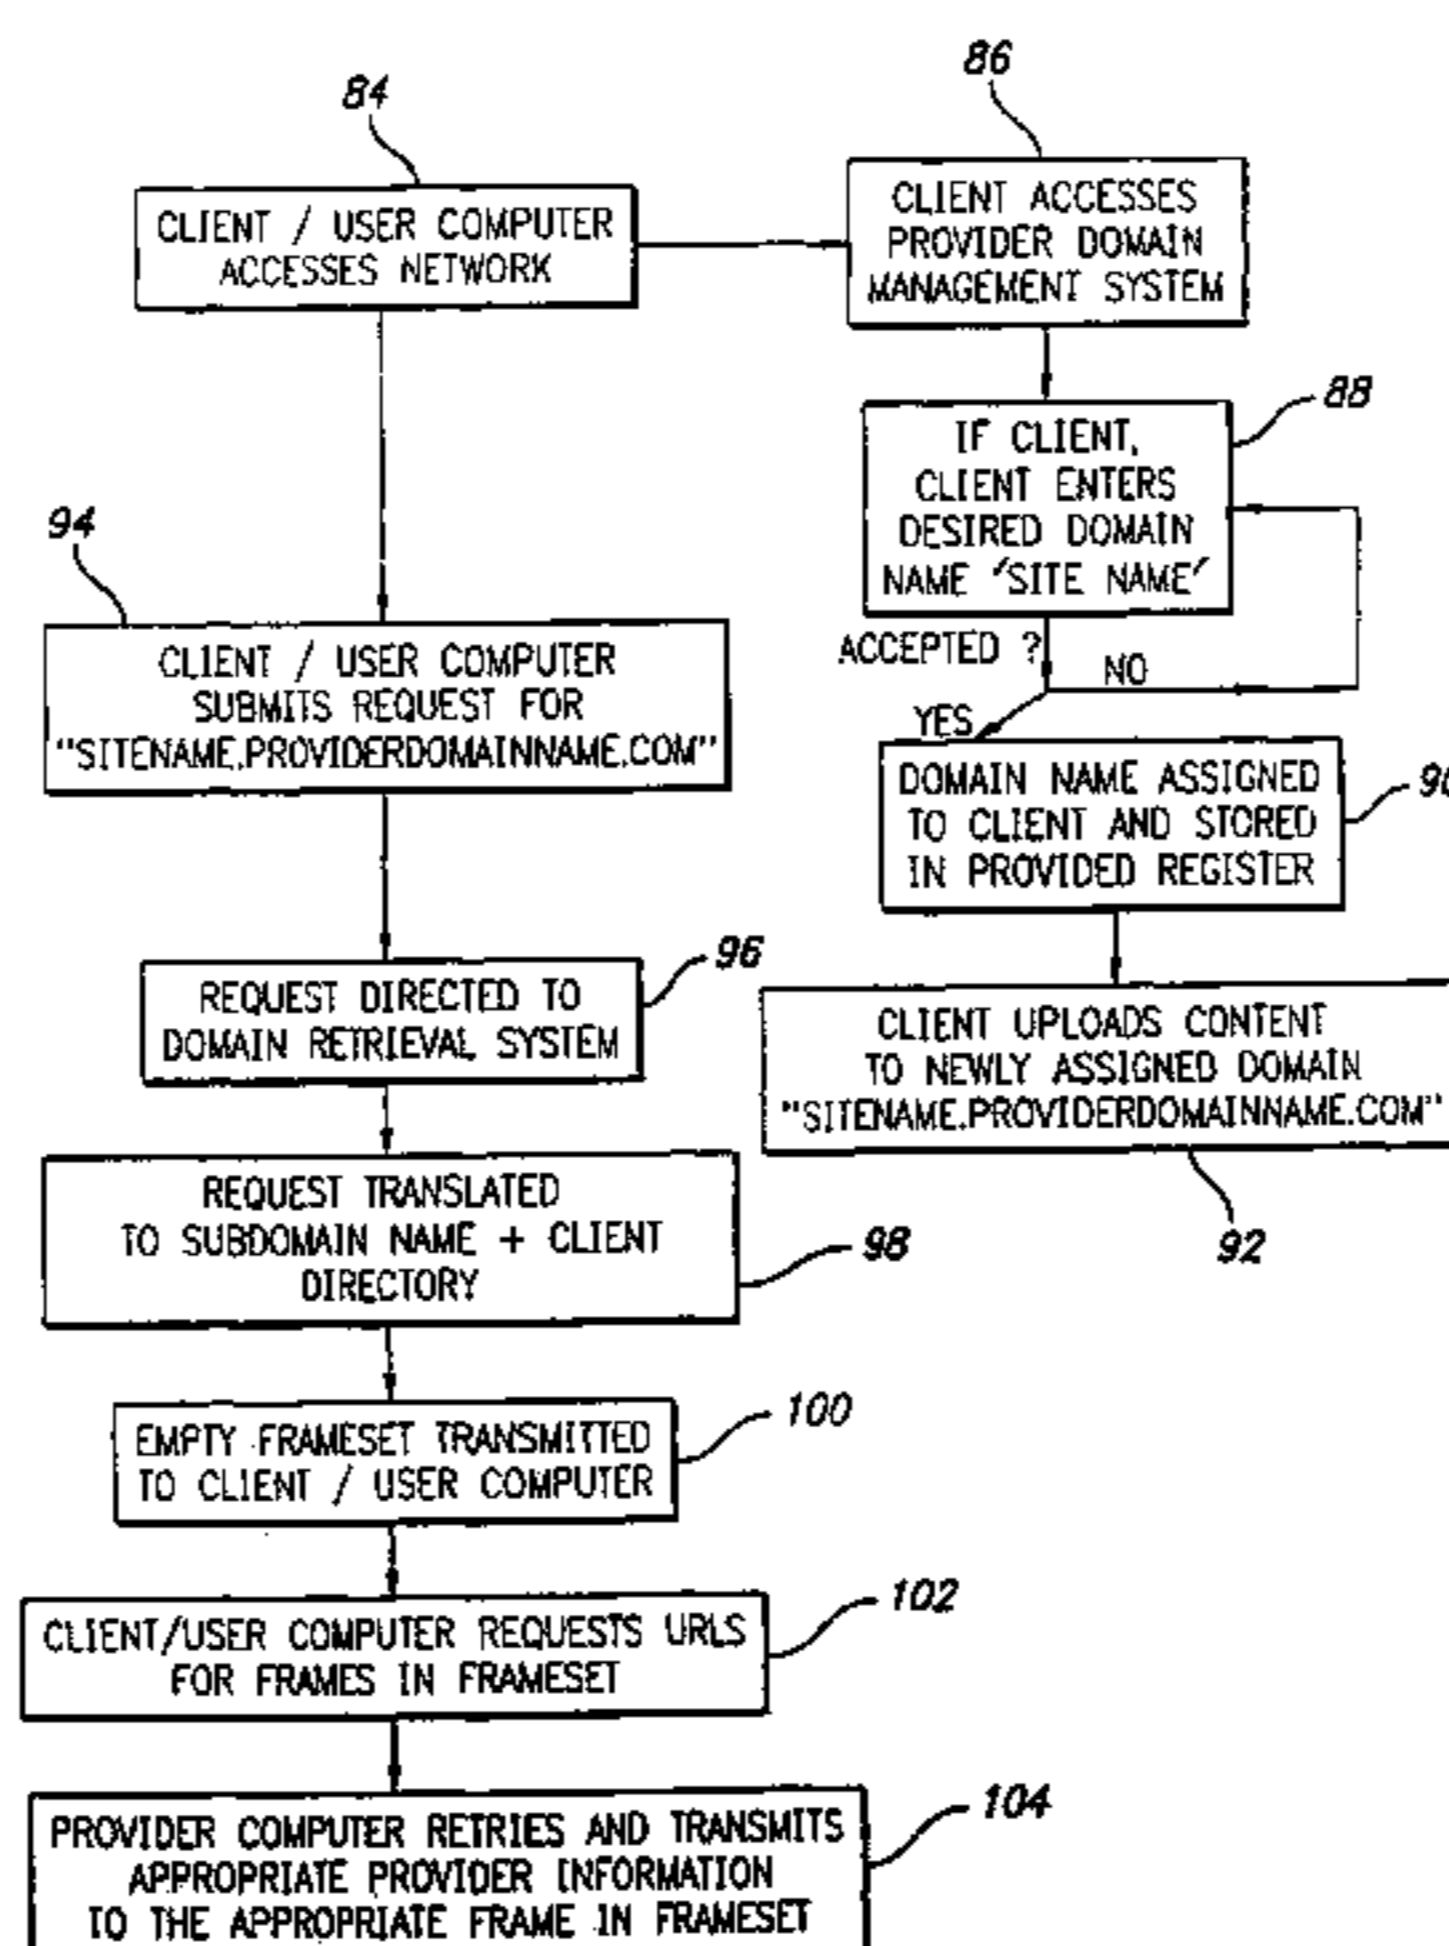 84
CLIENT / USER COMPUTER
ACCESSES NETWORK
86
CLIENT ACCESSES
PROVIDER DOMAIN
MANAGEMENT SYSTEM
88
IF CLIENT,
CLIENT ENTERS
DESIRED DOMAIN
NAME 'SITE NAME'
ACCEPTED ?
NO
YES
DOMAIN NAME ASSIGNED
TO CLIENT AND STORED
IN PROVIDED REGISTER
CLIENT UPLOADS CONTENT
TO NEWLY ASSIGNED DOMAIN
"SITENAME.PROVIDERDOMAINNAME.COM"
92
94
CLIENT / USER COMPUTER
SUBMITS REQUEST FOR
"SITENAME.PROVIDERDOMAINNAME.COM"
96
REQUEST DIRECTED TO
DOMAIN RETRIEVAL SYSTEM
REQUEST TRANSLATED
TO SUBDOMAIN NAME + CLIENT
DIRECTORY
98
100
EMPTY FRAMESET TRANSMITTED
TO CLIENT / USER COMPUTER
102
CLIENT/USER COMPUTER REQUESTS URLS
FOR FRAMES IN FRAMESET
104
PROVIDER COMPUTER RETRIES AND TRANSMITS
APPROPRIATE PROVIDER INFORMATION
TO THE APPROPRIATE FRAME IN FRAMESET